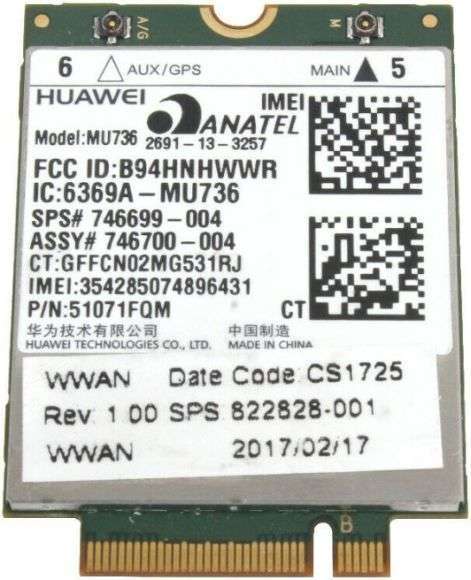 A/G M
6 AUX/GPS MAIN 5
HUAWEI ANATEL IMEI
Model:MU736 2691-13-3257
FCC ID:B94HNHWWR
IC:6369A-MU736
SPS# 746699-004
ASSY# 746700-004
CT:GFFCN02MG531RJ
IMEI:354285074896431
P/N:51071FQM CT
华为技术有限公司 中国制造
HUAWEI TECHNOLOGIES CO., LTD. MADE IN CHINA
WWAN Date Code:CS1725
Rev: 1.00 SPS 822828-001
WWAN 2017/02/17
B